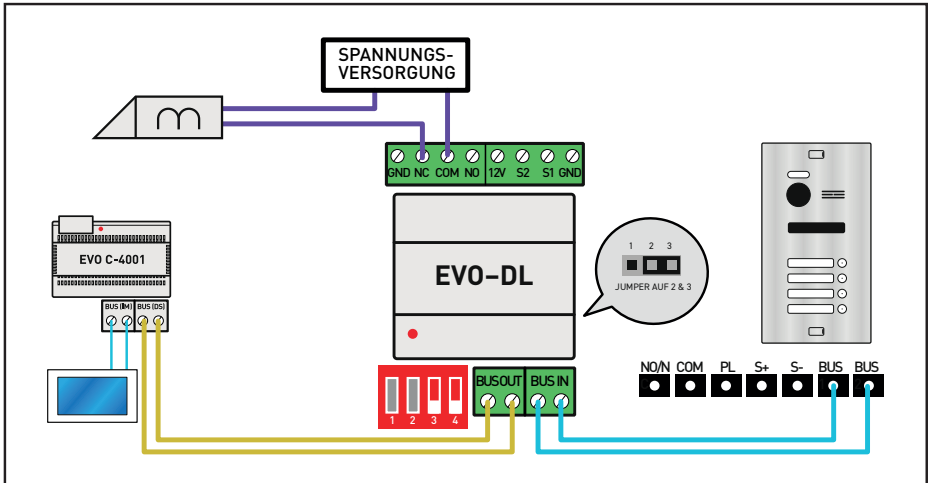 SPANNUNGS-
VERSORGUNG
GND NC COM NO 12V S2 S1 GND
EVO C-4001
BUS (IM) BUS (DS)
EVO-DL
1 2 3
JUMPER AUF 2 & 3
NO/N COM PL S+ S- BUS BUS
BUS OUT BUS IN
1 2 3 4